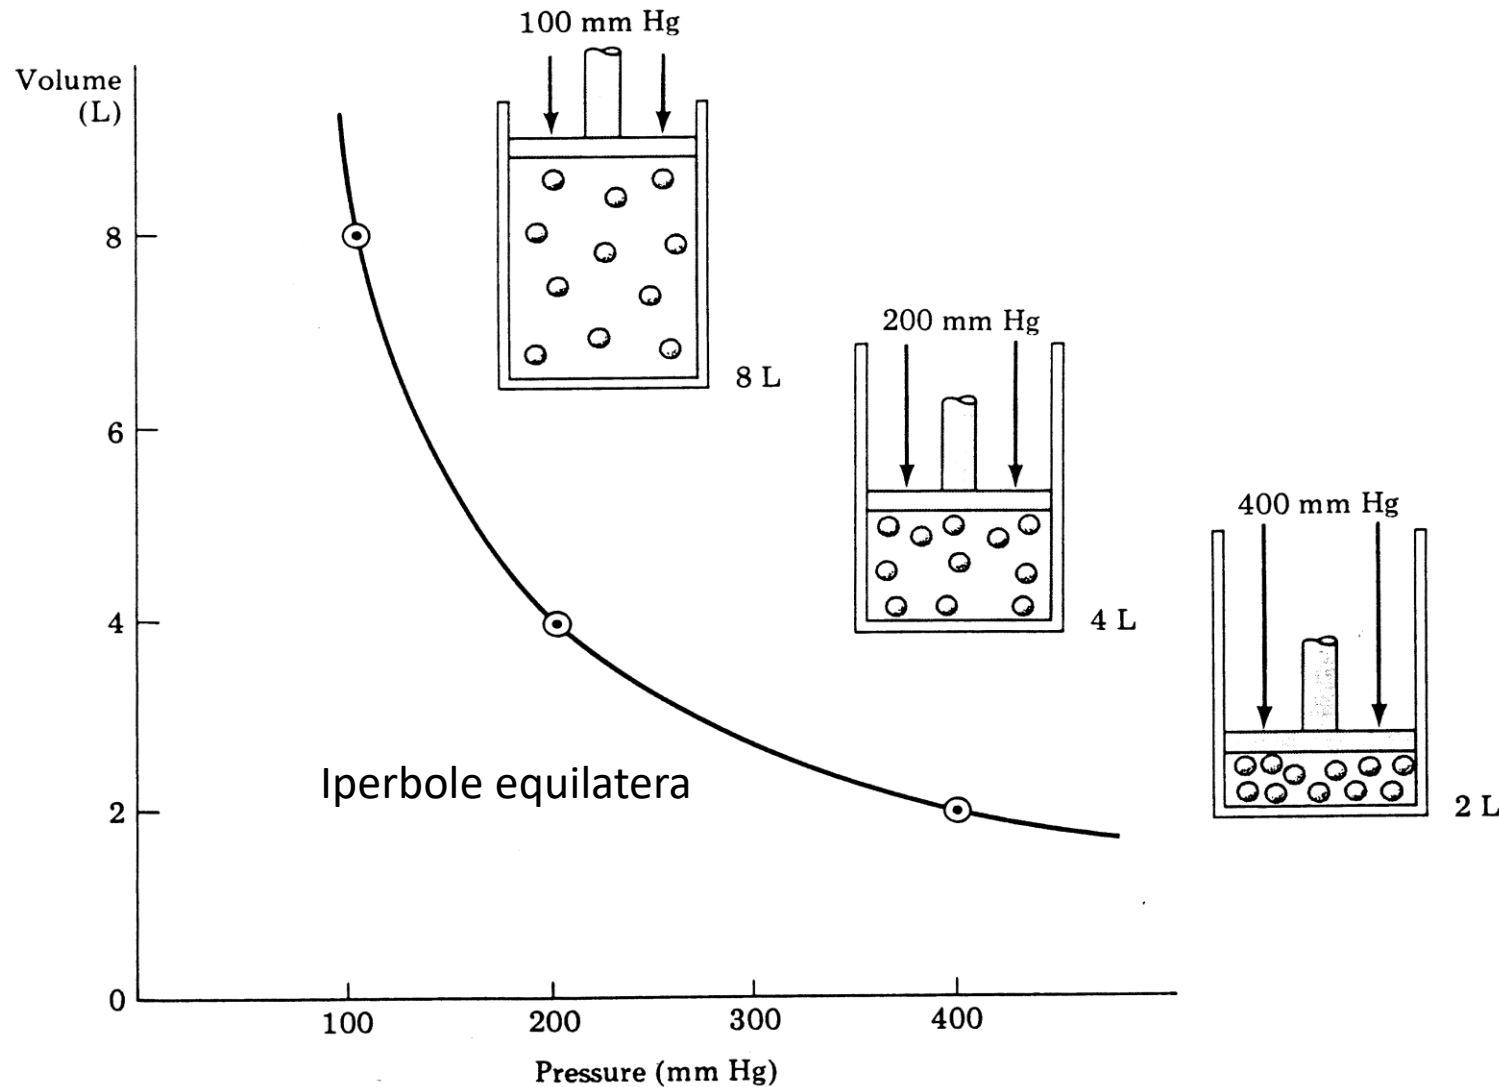 100 mm Hg
Volume
(L)
8
8 L
200 mm Hg
6
400 mm Hg
4
4 L
Iperbole equilatera
2
2 L
0
100
200
300
400
Pressure (mm Hg)